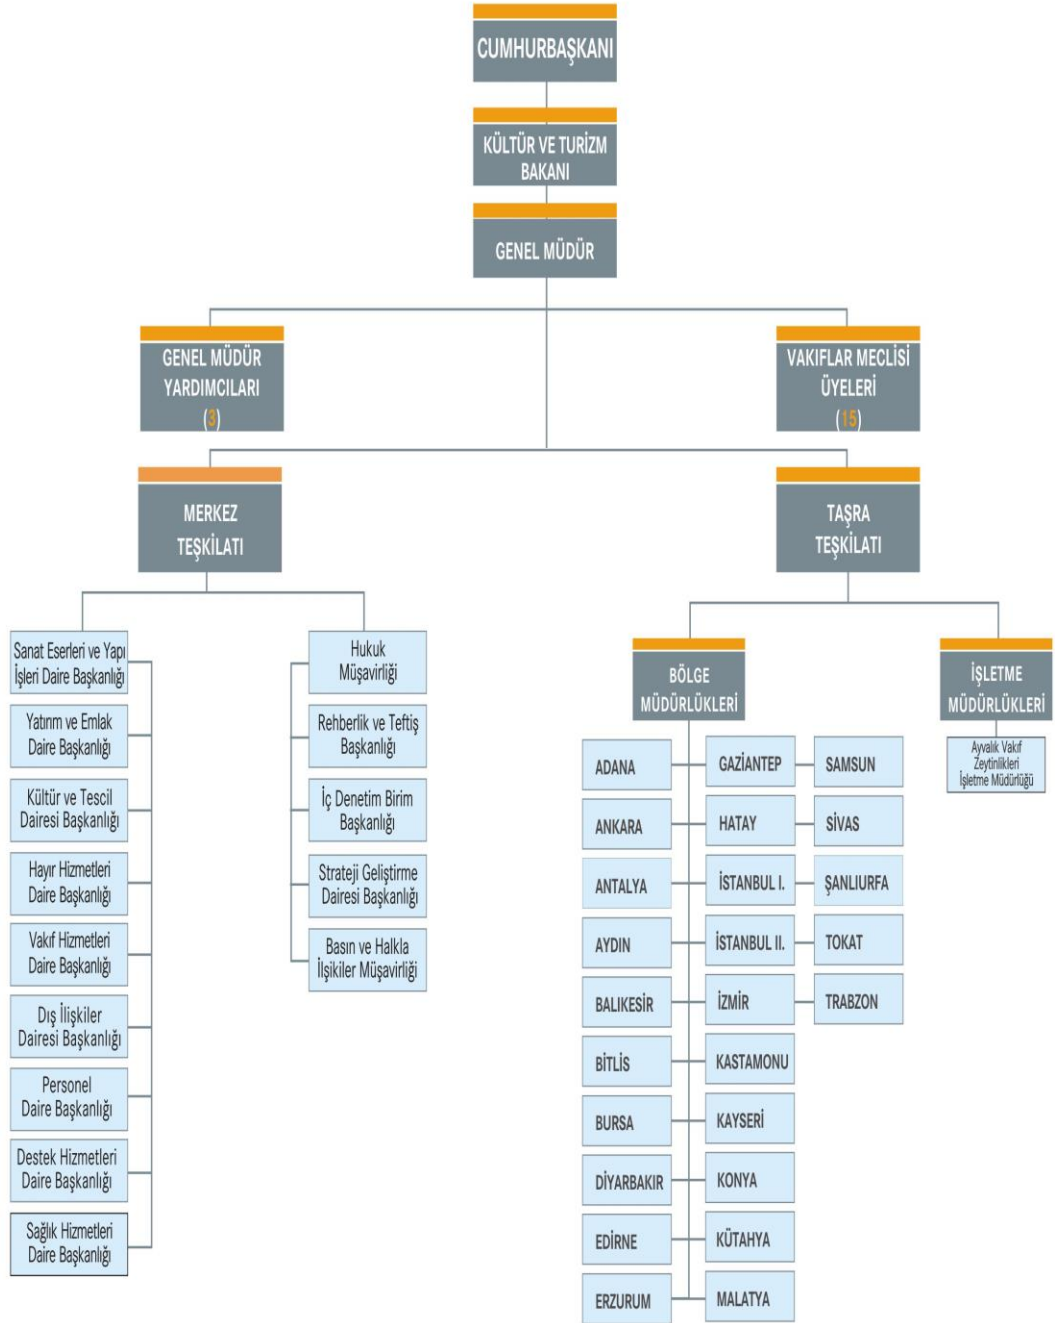 CUMHURBAŞKANI
KÜLTÜR VE TURİZM
BAKANI
GENEL MÜDÜR
GENEL MÜDÜR
YARDIMCILARI
(3)
VAKIFLAR MECLİSİ
ÜYELERİ
(15)
MERKEZ
TEŞKİLATI
TAŞRA
TEŞKİLATI
Sanat Eserleri ve Yapı
İşleri Daire Başkanlığı
Yatırım ve Emlak
Daire Başkanlığı
Kültür ve Tescil
Dairesi Başkanlığı
Hayır Hizmetleri
Daire Başkanlığı
Vakıf Hizmetleri
Daire Başkanlığı
Dış İlişkiler
Dairesi Başkanlığı
Personel
Daire Başkanlığı
Destek Hizmetleri
Daire Başkanlığı
Sağlık Hizmetleri
Daire Başkanlığı
Hukuk
Müşavirliği
Rehberlik ve Teftiş
Başkanlığı
İç Denetim Birim
Başkanlığı
Strateji Geliştirme
Dairesi Başkanlığı
Basın ve Halkla
İlşikiler Müşavirliği
BÖLGE
MÜDÜRLÜKLERİ
ADANA
ANKARA
ANTALYA
AYDIN
BALIKESİR
BİTLİS
BURSA
DİYARBAKIR
EDİRNE
ERZURUM
GAZİANTEP
HATAY
İSTANBUL I.
İSTANBUL II.
İZMİR
KASTAMONU
KAYSERİ
KONYA
KÜTAHYA
MALATYA
SAMSUN
SİVAS
ŞANLIURFA
TOKAT
TRABZON
İŞLETME
MÜDÜRLÜKLERİ
Ayvalık Vakıf
Zeytinlikleri
İşletme Müdürlüğü